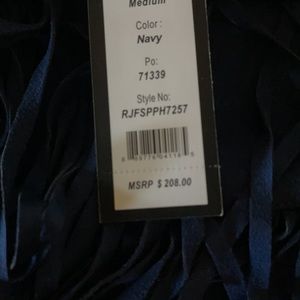 Medium
Color :
Navy
Po:
71339
Style No:
RJFSPPH7257
MSRP $ 208.00